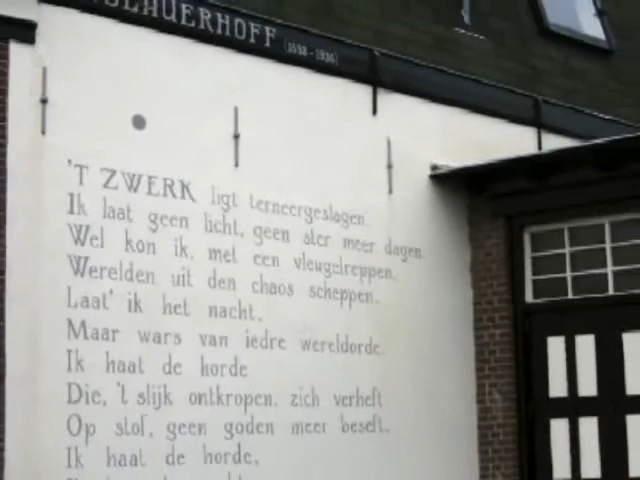 SLAUERHOFF (1898-1936)
'T ZWERK ligt terneergeslagen.
Ik laat geen licht, geen ster meer dagen.
Wel kon ik, met een vleugelreppen,
Werelden uit den chaos scheppen.
Laat' ik het nacht.
Maar wars van iedre wereldorde
Ik haat de horde
Die, 't slijk ontkropen, zich verheft
Op stof, geen goden meer beseft.
Ik haat de horde,